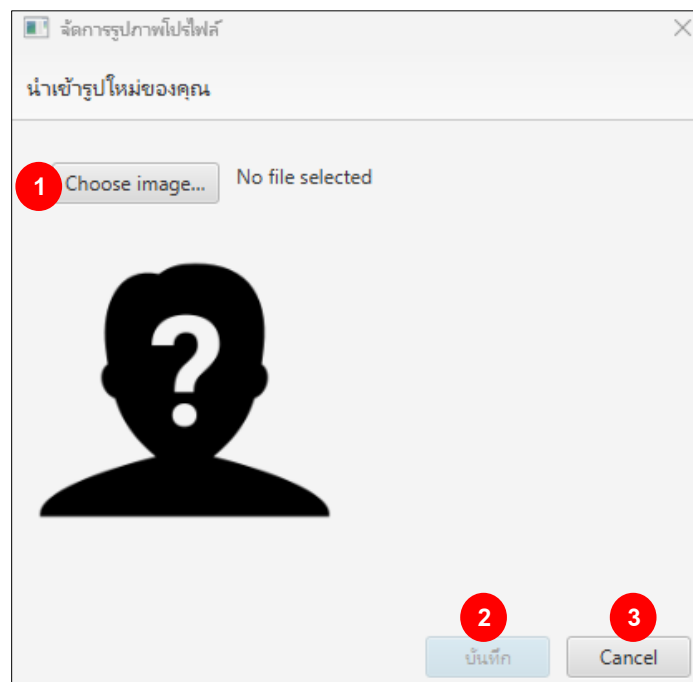 จัดการรูปภาพโปรไฟล์
นำเข้ารูปใหม่ของคุณ
1 Choose image... No file selected
?
2 3
บันทึก Cancel